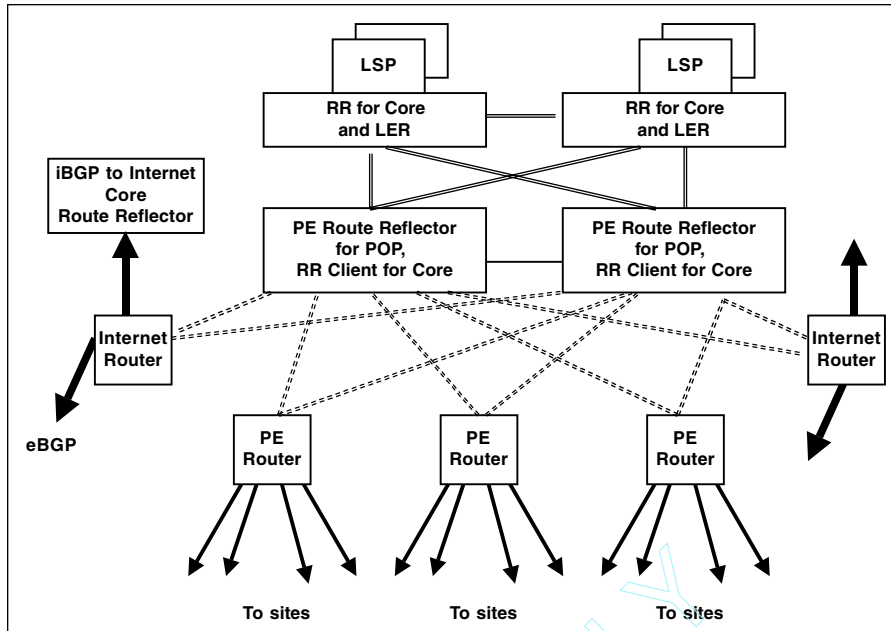 LSP
LSP
RR for Core
and LER
RR for Core
and LER
iBGP to Internet
Core
Route Reflector
PE Route Reflector
for POP,
RR Client for Core
PE Route Reflector
for POP,
RR Client for Core
Internet
Router
Internet
Router
eBGP
PE
Router
PE
Router
PE
Router
To sites
To sites
To sites